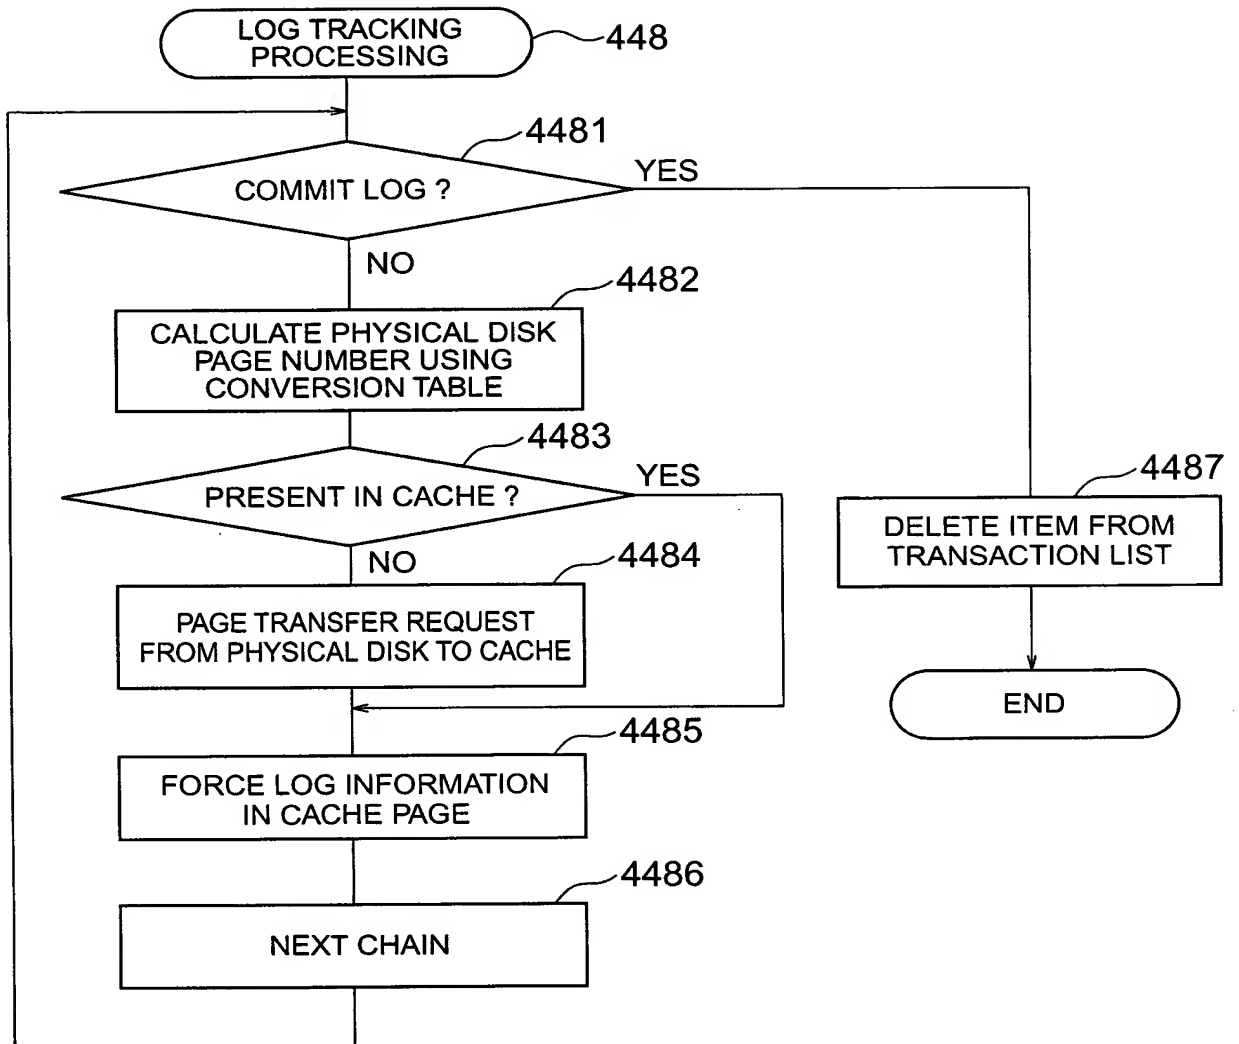 LOG TRACKING
PROCESSING
448
4481
COMMIT LOG ?
YES
NO
4482
CALCULATE PHYSICAL DISK
PAGE NUMBER USING
CONVERSION TABLE
4483
PRESENT IN CACHE ?
YES
NO
4484
PAGE TRANSFER REQUEST
FROM PHYSICAL DISK TO CACHE
4485
FORCE LOG INFORMATION
IN CACHE PAGE
4486
NEXT CHAIN
4487
DELETE ITEM FROM
TRANSACTION LIST
END